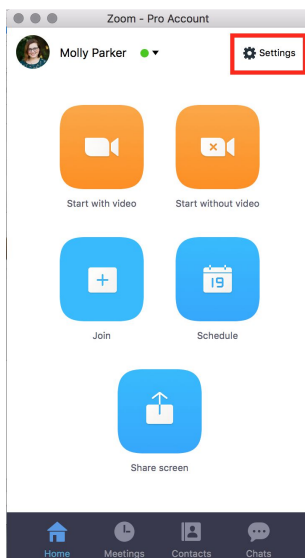 Zoom - Pro Account
Molly Parker
Settings
Start with video
Start without video
19
Join
Schedule
Share screen
Home
Meetings
Contacts
Chats